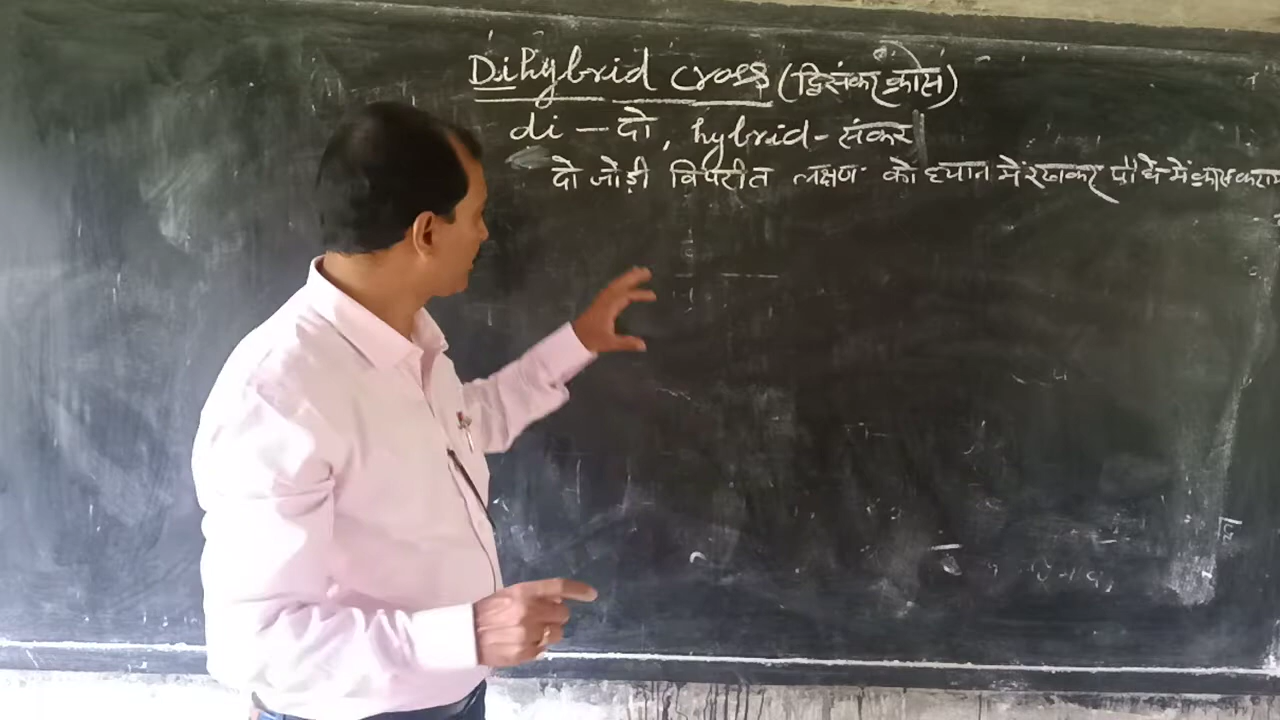 Dihybrid cross (द्विसंकर क्रोस)
di – दो, hybrid - संकर
दो जोड़ी विपरीत लक्षण को ध्यान में रखकर पौधे में क्रोस